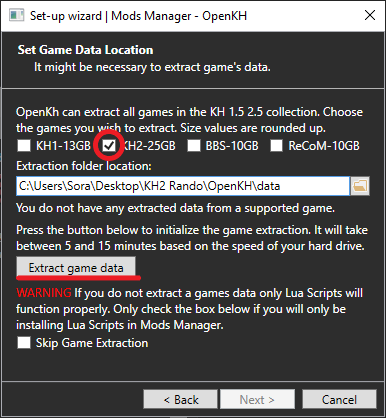 Set-up wizard | Mods Manager - OpenKH
Set Game Data Location
It might be necessary to extract game's data.
OpenKh can extract all games in the KH 1.5 2.5 collection. Choose
the games you wish to extract. Size values are rounded up.
KH1-13GB KH2-25GB BBS-10GB ReCoM-10GB
Extraction folder location:
C:\Users\Sora\Desktop\KH2 Rando\OpenKH\data
You do not have any extracted data from a supported game.
Press the button below to initialize the game extraction. It will take
between 5 and 15 minutes based on the speed of your hard drive.
Extract game data
WARNING If you do not extract a games data only Lua Scripts will
function properly. Only check the box below if you will only be
installing Lua Scripts in Mods Manager.
Skip Game Extraction
< Back Next > Cancel